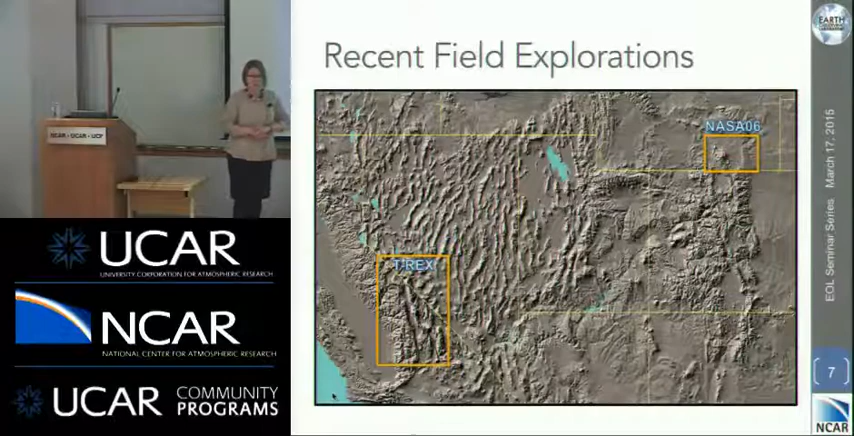 Recent Field Explorations
NASA06
T-REX
NCAR • UCAR • UCP
UCAR
UNIVERSITY CORPORATION FOR ATMOSPHERIC RESEARCH
NCAR
NATIONAL CENTER FOR ATMOSPHERIC RESEARCH
UCAR COMMUNITY
PROGRAMS
EARTH
EOL Seminar Series March 17, 2015
7
NCAR